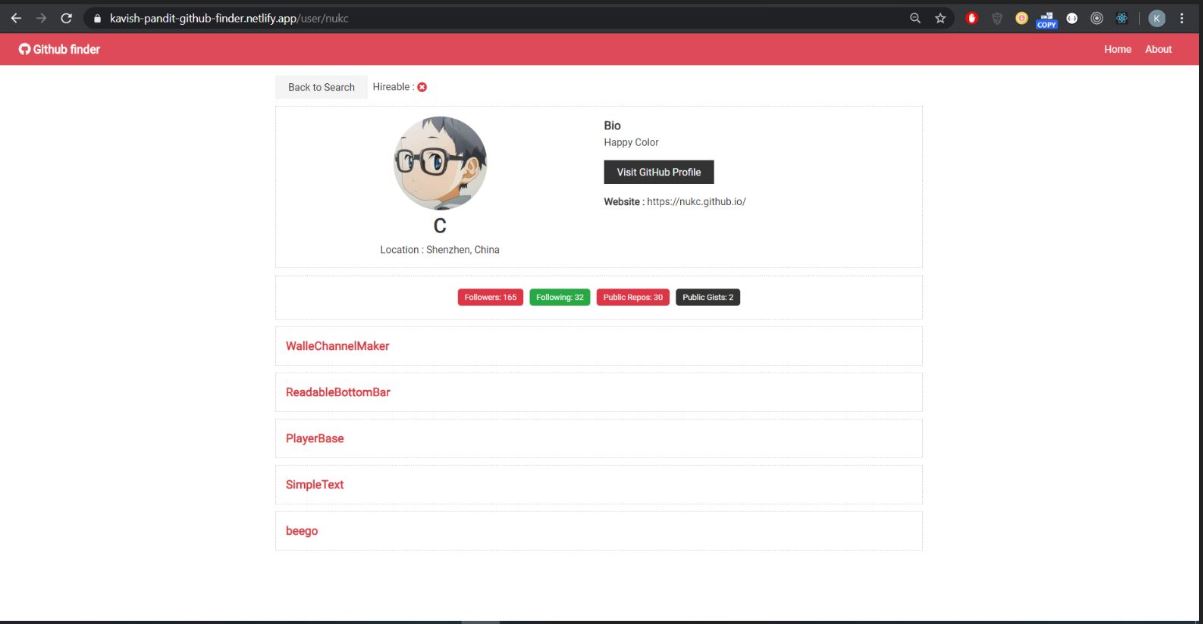 kavish-pandit-github-finder.netlify.app/user/nukc
COPY
K
Github finder
Home About
Back to Search Hireable :
Bio
Happy Color
Visit GitHub Profile
Website : https://nukc.github.io/
C
Location : Shenzhen, China
Followers: 165 Following: 32 Public Repos: 30 Public Gists: 2
WalleChannelMaker
ReadableBottomBar
PlayerBase
SimpleText
beego